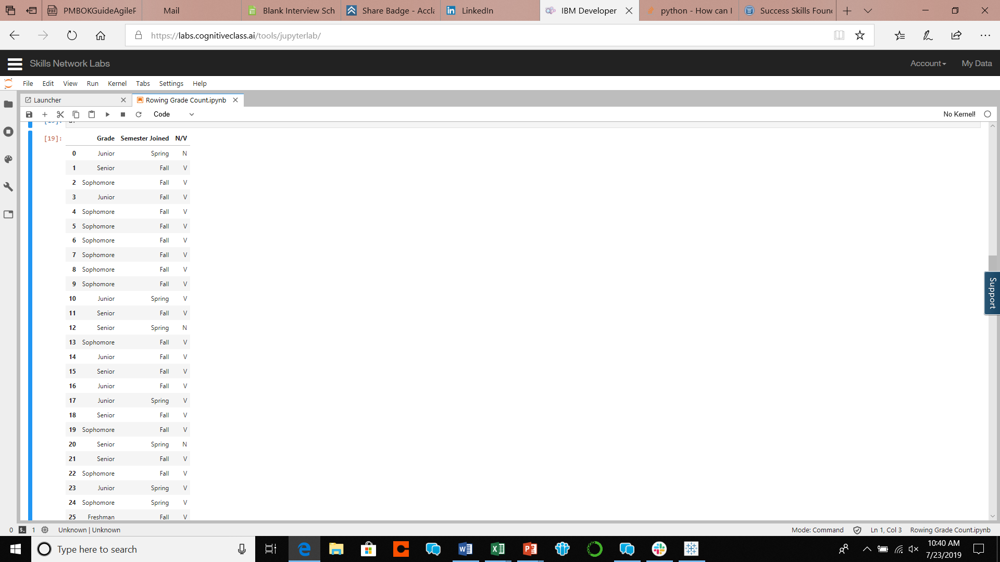 PMBOKGuideAgileF
Mail
Blank Interview Sch
Share Badge - Accla
LinkedIn
IBM Developer
python - How can I
Success Skills Foun
https://labs.cognitiveclass.ai/tools/jupyterlab/
Skills Network Labs
Account
My Data
File Edit View Run Kernel Tabs Settings Help
Launcher
Rowing Grade Count.ipynb
Code
No Kernel!
[19]:
Grade Semester Joined N/V
0 Junior Spring N
1 Senior Fall V
2 Sophomore Fall V
3 Junior Fall V
4 Sophomore Fall V
5 Sophomore Fall V
6 Sophomore Fall V
7 Sophomore Fall V
8 Sophomore Fall V
9 Sophomore Fall V
10 Junior Spring V
11 Senior Fall V
12 Senior Spring N
13 Sophomore Fall V
14 Junior Fall V
15 Senior Fall V
16 Junior Fall V
17 Junior Spring V
18 Senior Fall V
19 Sophomore Fall V
20 Senior Spring N
21 Senior Fall V
22 Sophomore Fall V
23 Junior Spring V
24 Sophomore Spring V
25 Freshman Fall V
Support
0 1 Unknown | Unknown
Mode: Command Ln 1, Col 3 Rowing Grade Count.ipynb
Type here to search
10:40 AM
7/23/2019